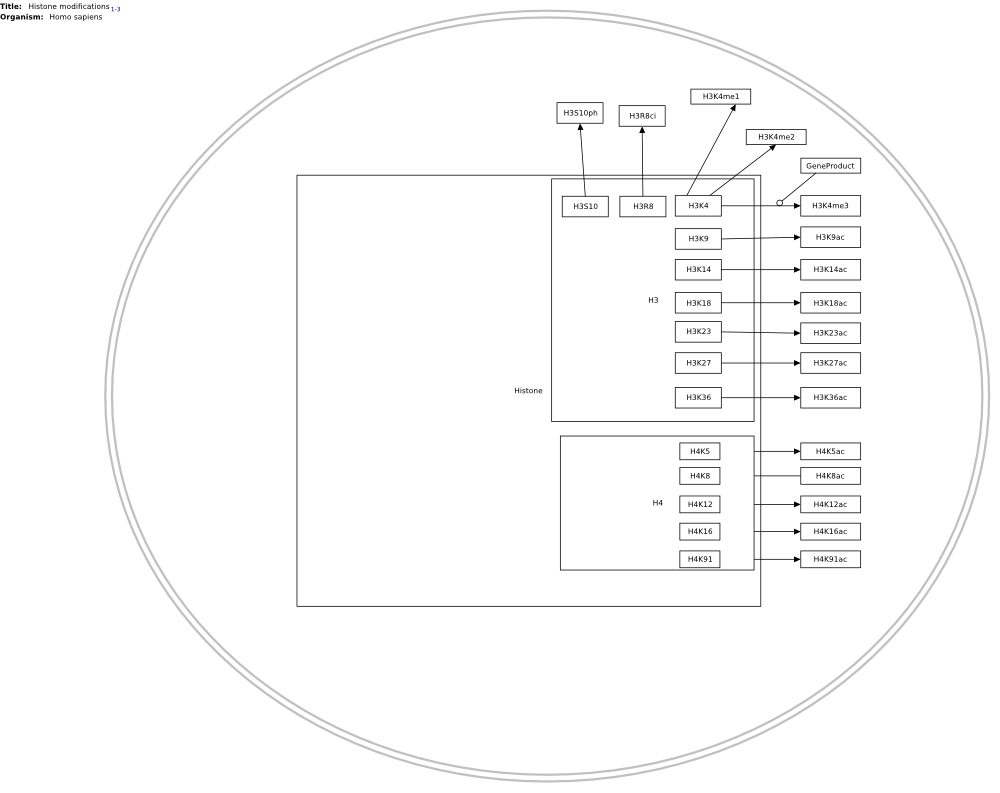 Title: Histone modifications 1-3
Organism: Homo sapiens
H3K4me1
H3S10ph
H3R8ci
H3K4me2
GeneProduct
H3S10
H3R8
H3K4
H3K4me3
H3K9
H3K9ac
H3K14
H3K14ac
H3
H3K18
H3K18ac
H3K23
H3K23ac
H3K27
H3K27ac
Histone
H3K36
H3K36ac
H4K5
H4K5ac
H4K8
H4K8ac
H4
H4K12
H4K12ac
H4K16
H4K16ac
H4K91
H4K91ac